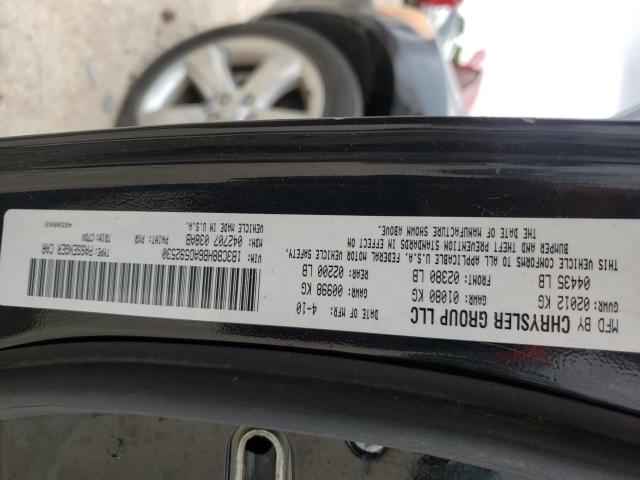 MFD BY CHRYSLER GROUP LLC
DATE OF MFR: 4-10
GVWR: 02012 KG
GAWR: 01080 KG
GAWR: 00998 KG
04435 LB
FRONT: 02380 LB
REAR: 02200 LB
THIS VEHICLE CONFORMS TO ALL APPLICABLE U.S.A. FEDERAL MOTOR VEHICLE SAFETY,
BUMPER AND THEFT PREVENTION STANDARDS IN EFFECT
ON THE DATE OF MANUFACTURE SHOWN ABOVE.
VIN: 1B3CB8HB6AD592530
TYPE: PASSENGER CAR
MDH: 042707 038AB
PAINT: PXR
TRIM: C7DV
VEHICLE MADE IN U.S.A.